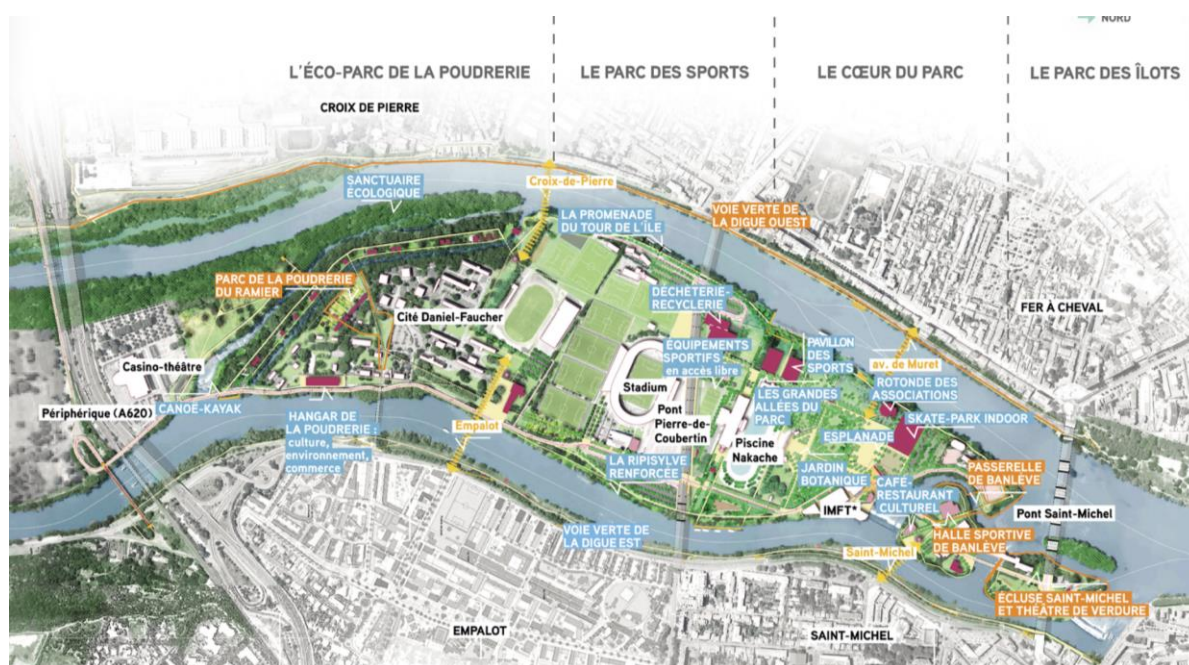 NORD
L'ÉCO-PARC DE LA POUDRERIE
LE PARC DES SPORTS
LE CŒUR DU PARC
LE PARC DES ÎLOTS
CROIX DE PIERRE
SANCTUAIRE
ÉCOLOGIQUE
Croix-de-Pierre
LA PROMENADE
DU TOUR DE L'ÎLE
VOIE VERTE DE
LA DIGUE OUEST
PARC DE LA POUDRERIE
DU RAMIER
Cité Daniel-Faucher
DÉCHÈTERIE-
RECYCLERIE
FER À CHEVAL
Casino-théâtre
ÉQUIPEMENTS
SPORTIFS
en accès libre
PAVILLON
DES
SPORTS
av. de Muret
Stadium
LES GRANDES
ALLÉES DU
PARC
ROTONDE DES
ASSOCIATIONS
Périphérique (A620)
CANOË-KAYAK
HANGAR DE
LA POUDRERIE :
culture,
environnement,
commerce
Empalot
Pont
Pierre-de-
Coubertin
Piscine
Nakache
ESPLANADE
SKATE-PARK INDOOR
LA RIPISYLVE
RENFORCÉE
JARDIN
BOTANIQUE
CAFÉ-
RESTAURANT
CULTUREL
PASSERELLE
DE BANLÈVE
IMFT*
Pont Saint-Michel
VOIE VERTE DE
LA DIGUE EST
Saint-Michel
HALLE SPORTIVE
DE BANLÈVE
ÉCLUSE SAINT-MICHEL
ET THÉÂTRE DE VERDURE
EMPALOT
SAINT-MICHEL